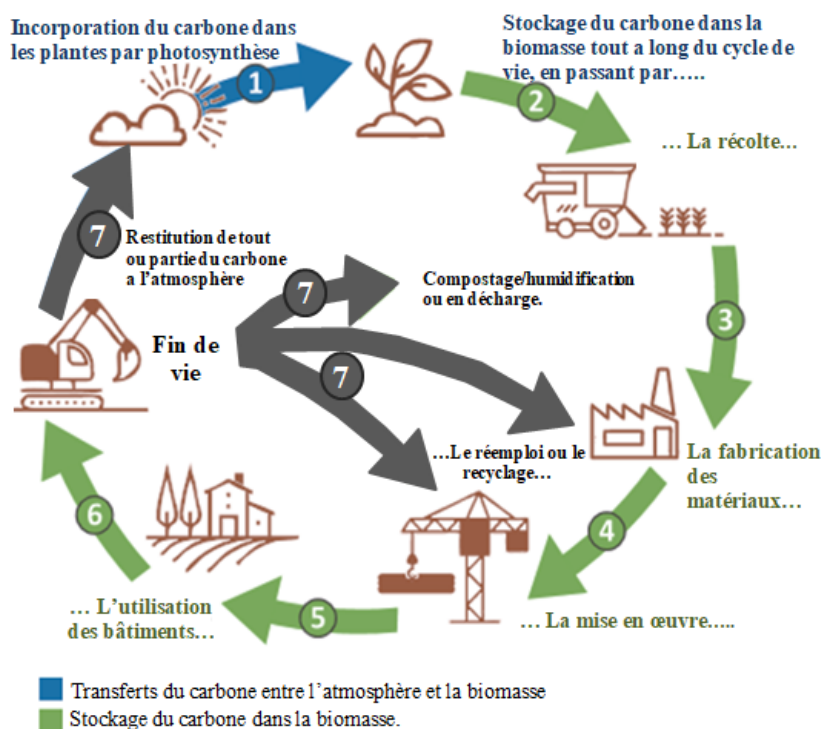 Incorporation du carbone dans
les plantes par photosynthèse
1
Stockage du carbone dans la
biomasse tout a long du cycle de
vie, en passant par…..
2
… La récolte…
3
7
Restitution de tout
ou partie du carbone
a l'atmosphère
7
Compostage/humidification
ou en décharge.
Fin de
vie
7
…Le réemploi ou le
recyclage…
La fabrication
des
matériaux…
4
6
… L'utilisation
des bâtiments…
5
… La mise en œuvre…..
Transferts du carbone entre l'atmosphère et la biomasse
Stockage du carbone dans la biomasse.